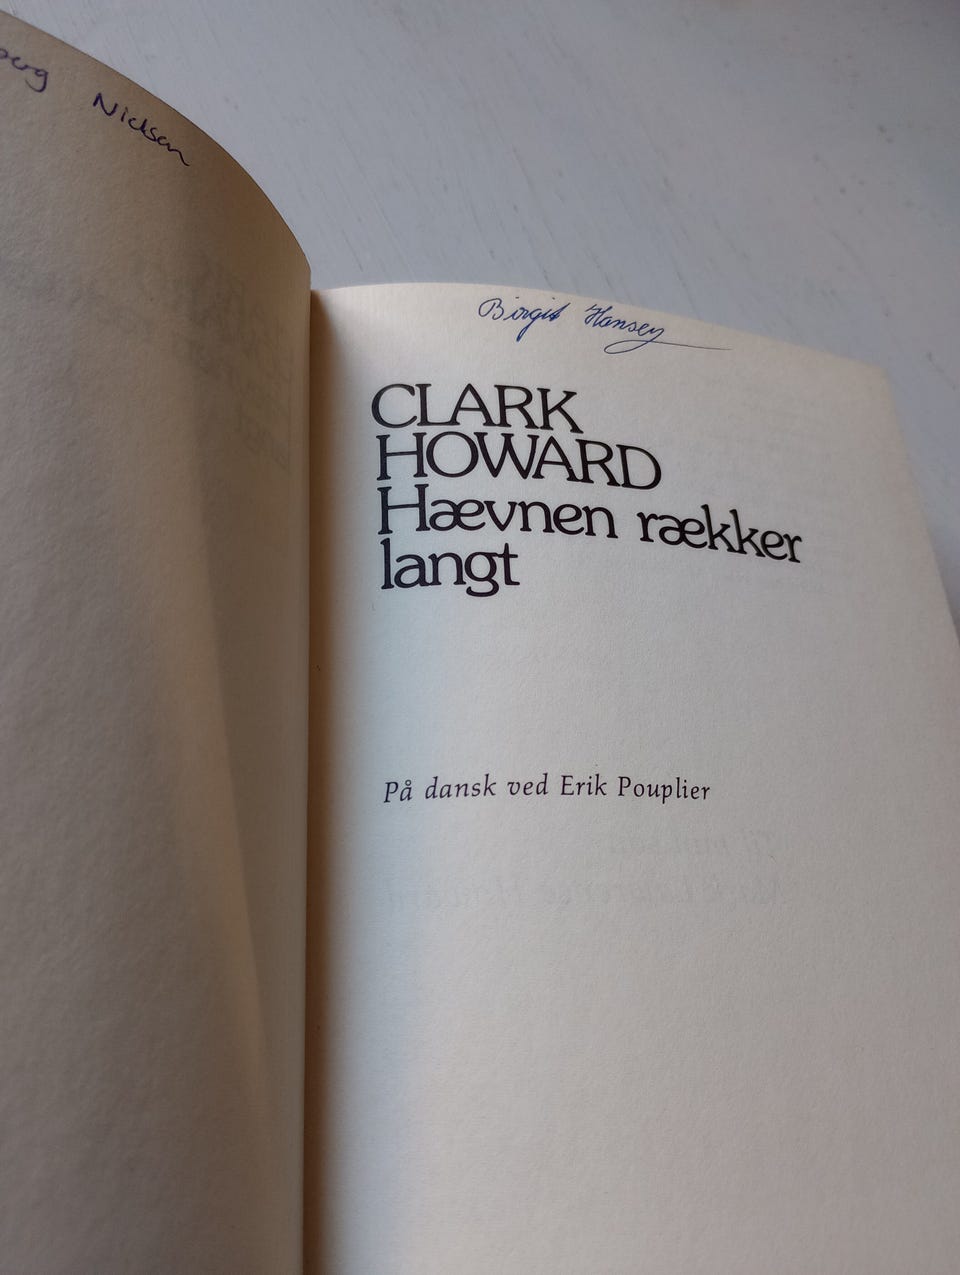 Nielsen
Birgit Hansen
CLARK
HOWARD
Hævnen rækker
langt
På dansk ved Erik Pouplier